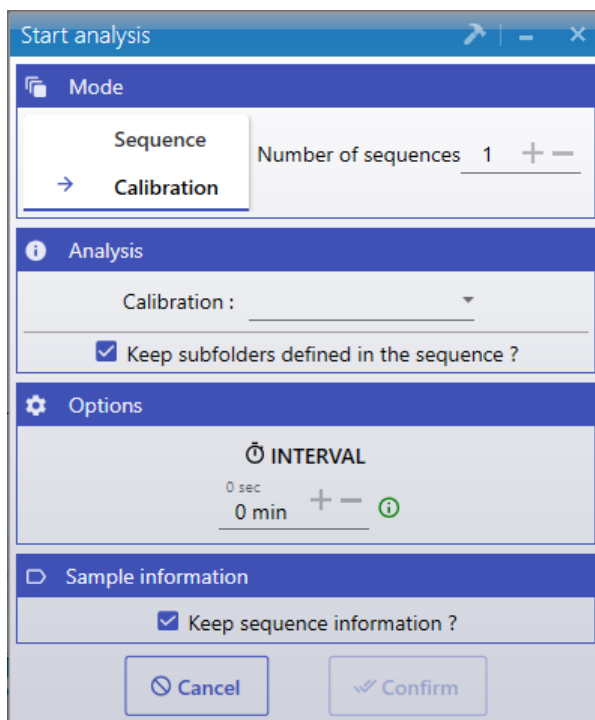 Start analysis
Mode
Sequence
Calibration
Number of sequences 1
Analysis
Calibration :
Keep subfolders defined in the sequence ?
Options
INTERVAL
0 sec
0 min
Sample information
Keep sequence information ?
Cancel
Confirm